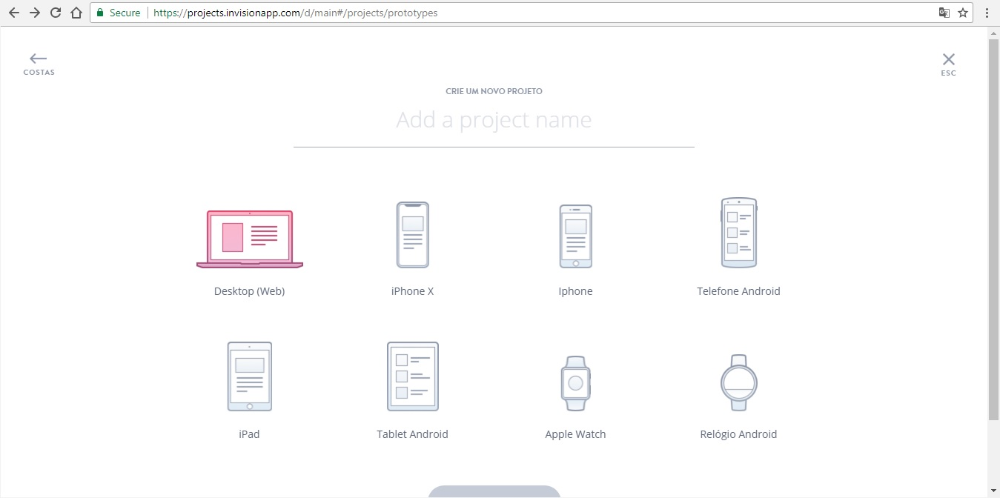 Secure https://projects.invisionapp.com/d/main#/projects/prototypes
COSTAS
ESC
CRIE UM NOVO PROJETO
Add a project name
Desktop (Web)
iPhone X
Iphone
Telefone Android
iPad
Tablet Android
Apple Watch
Relógio Android